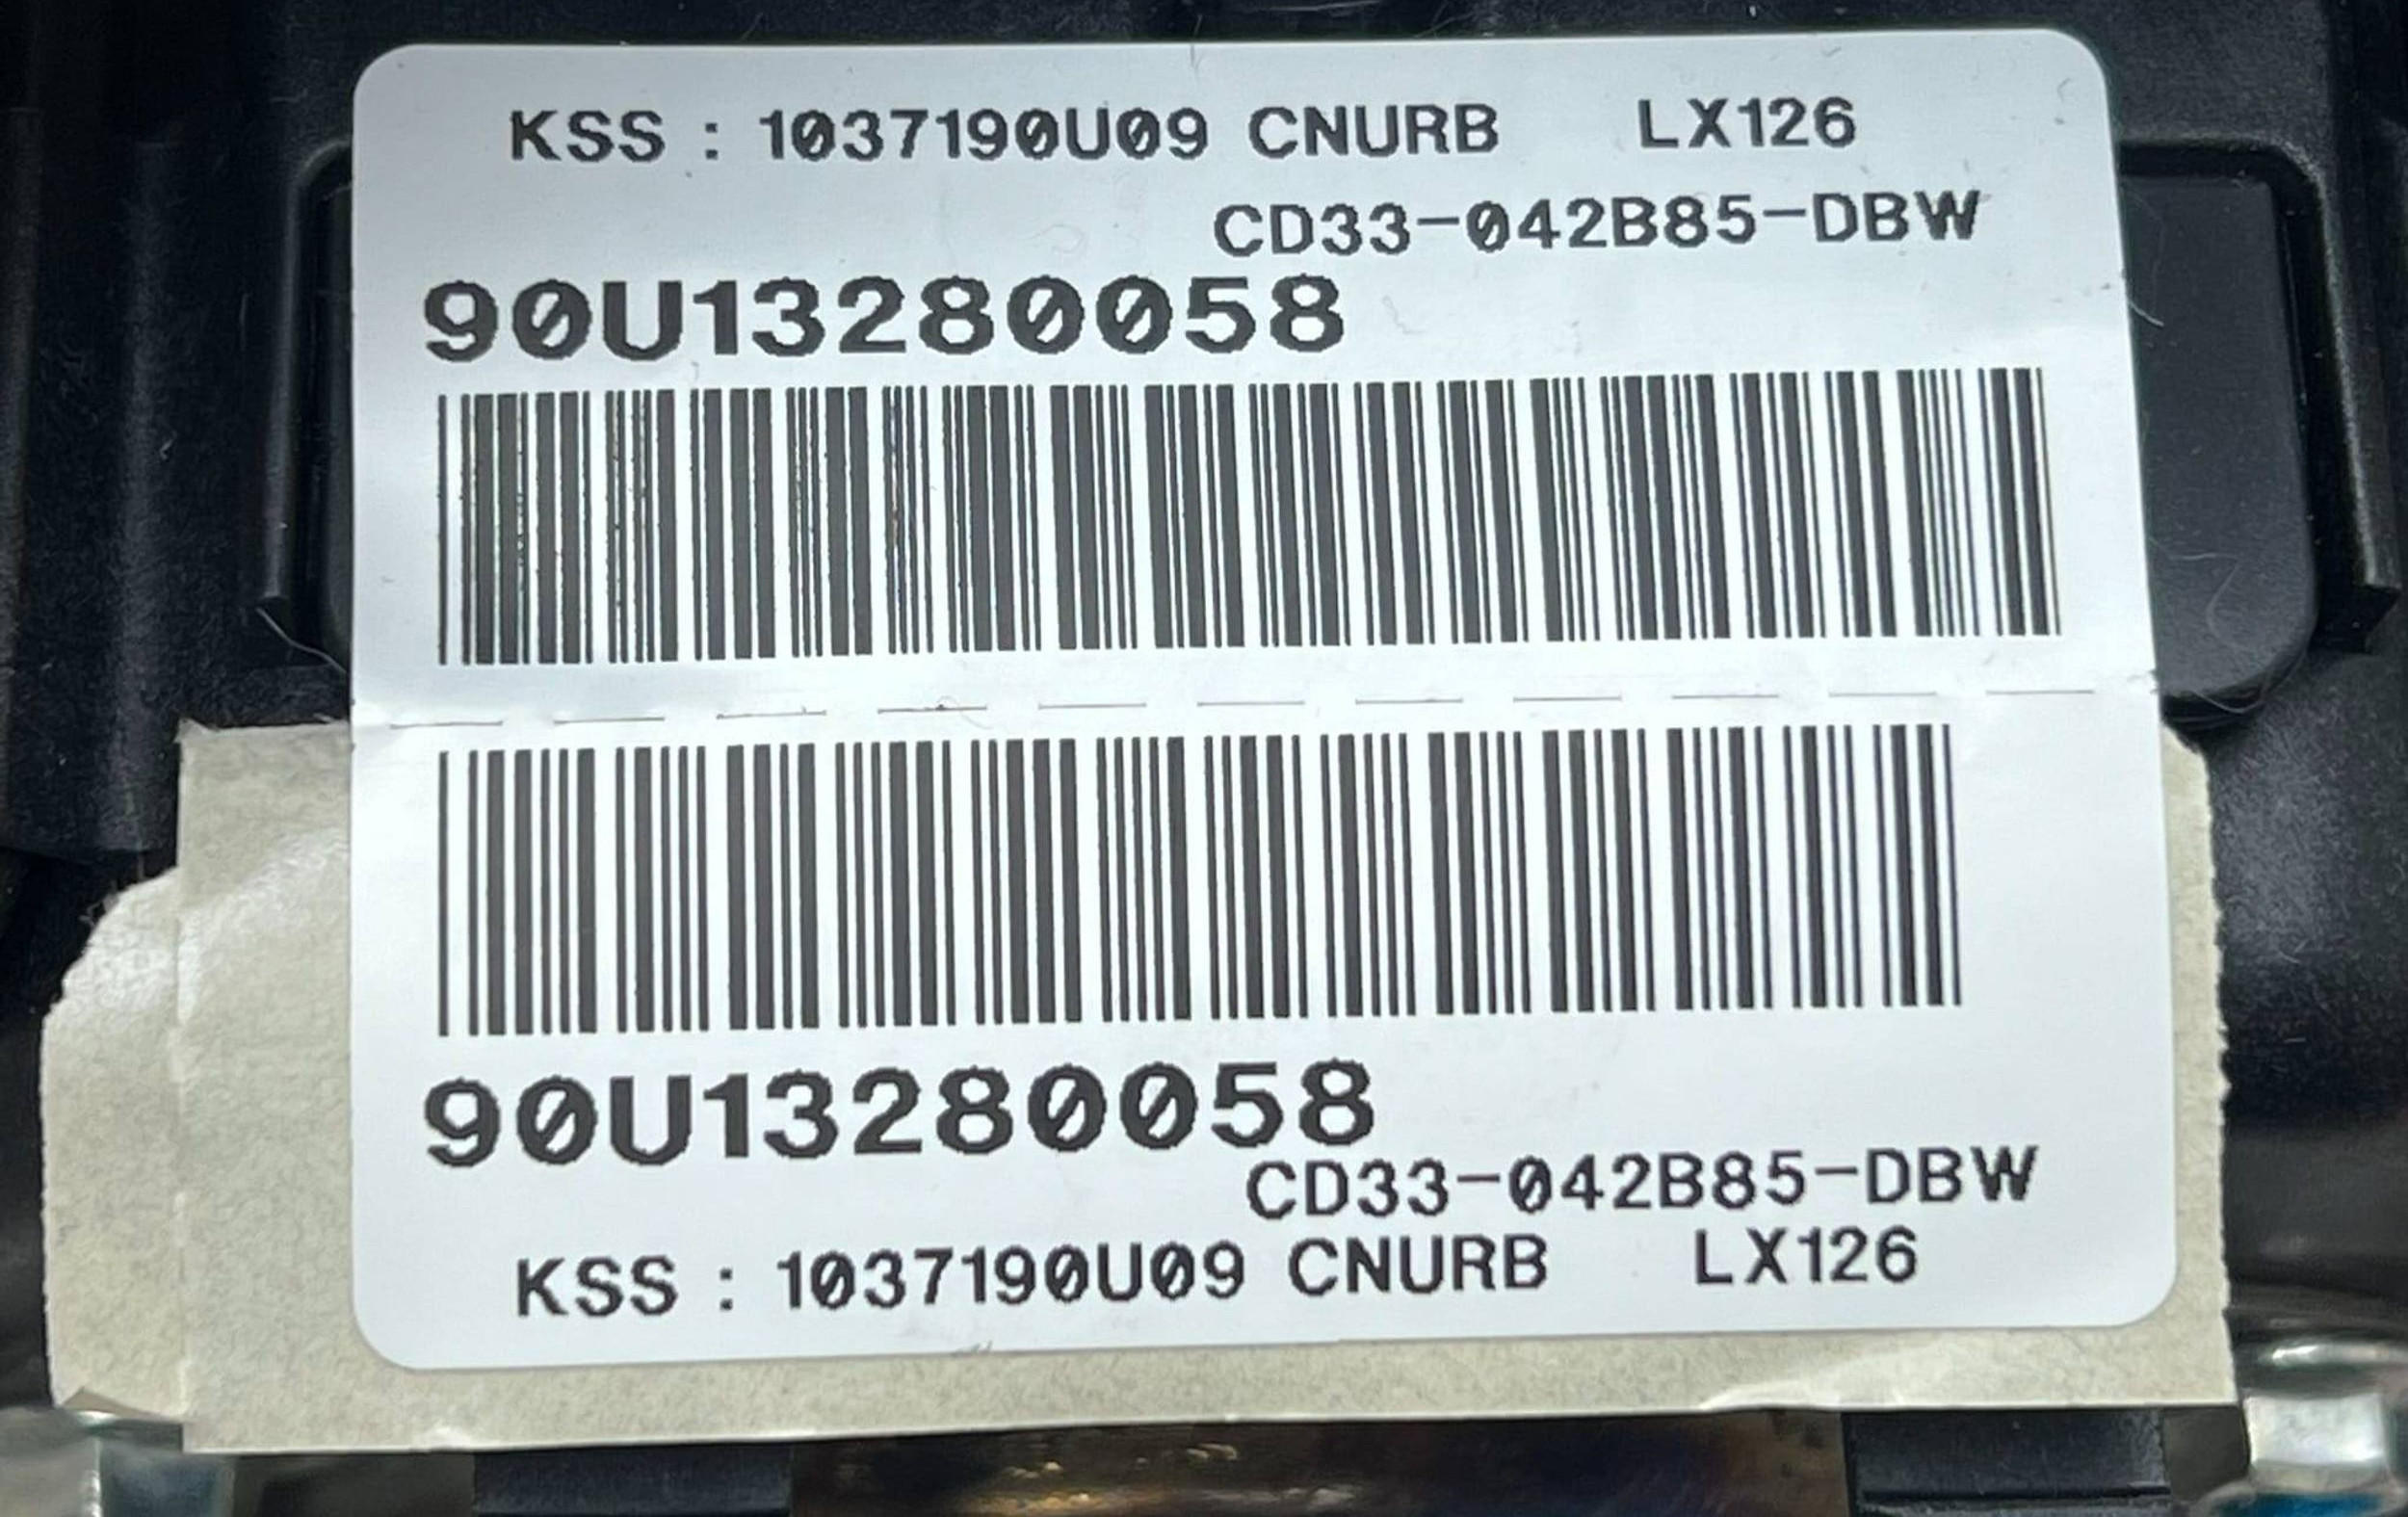 KSS : 1037190U09 CNURB LX126
CD33-042B85-DBW
90U13280058
90U13280058
CD33-042B85-DBW
KSS : 1037190U09 CNURB LX126